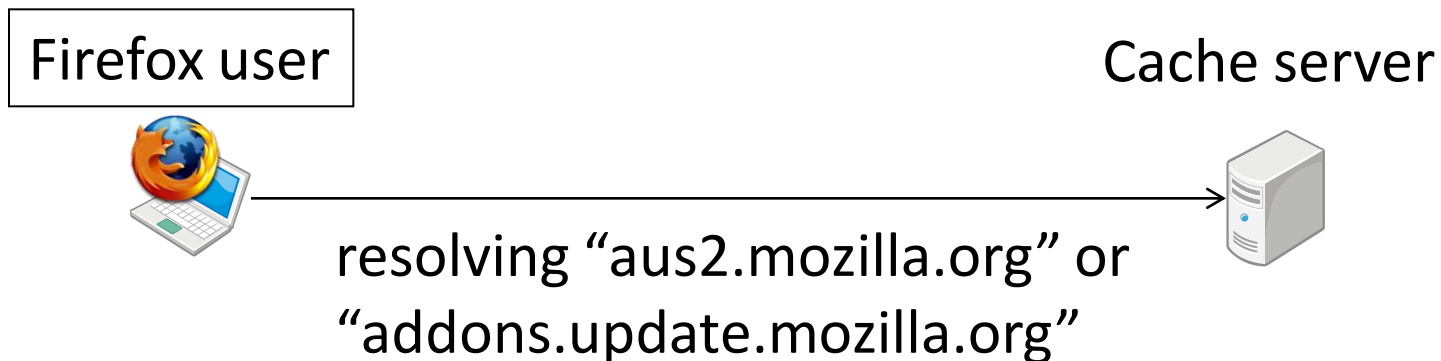 Firefox user
Cache server
resolving “aus2.mozilla.org” or
“addons.update.mozilla.org”